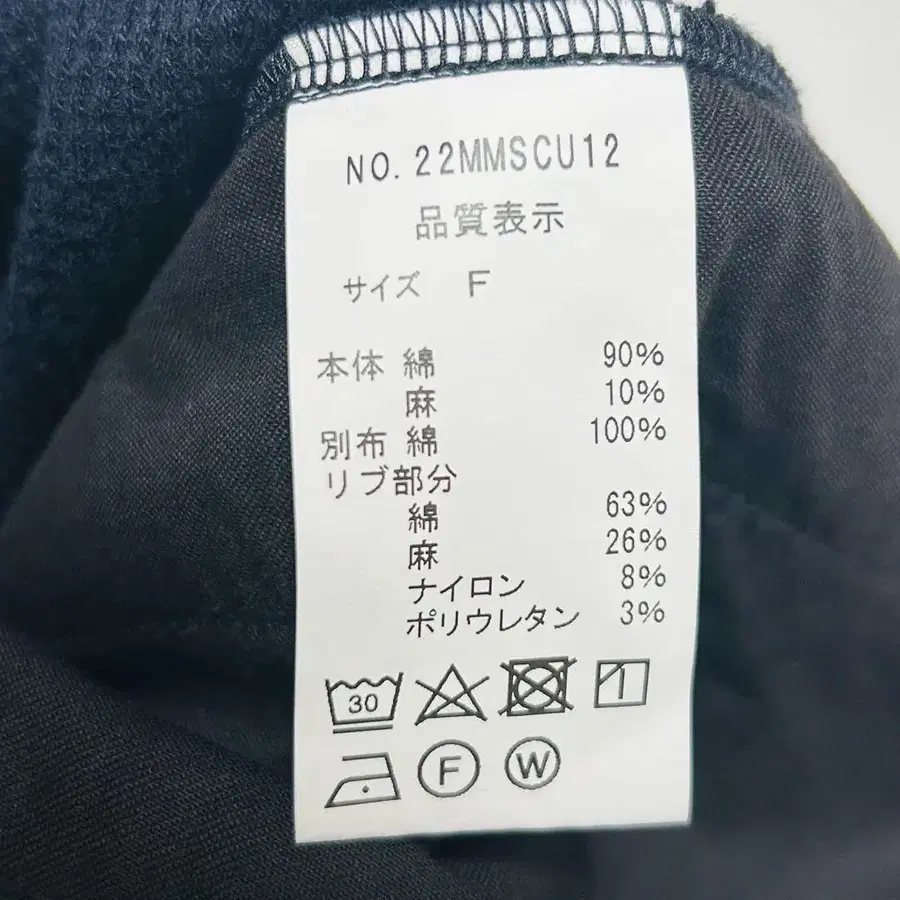 NO. 22MMSCU12
品質表示
サイズ F
本体 綿 90%
麻 10%
別布 綿 100%
リブ部分
綿 63%
麻 26%
ナイロン 8%
ポリウレタン 3%
30
F W